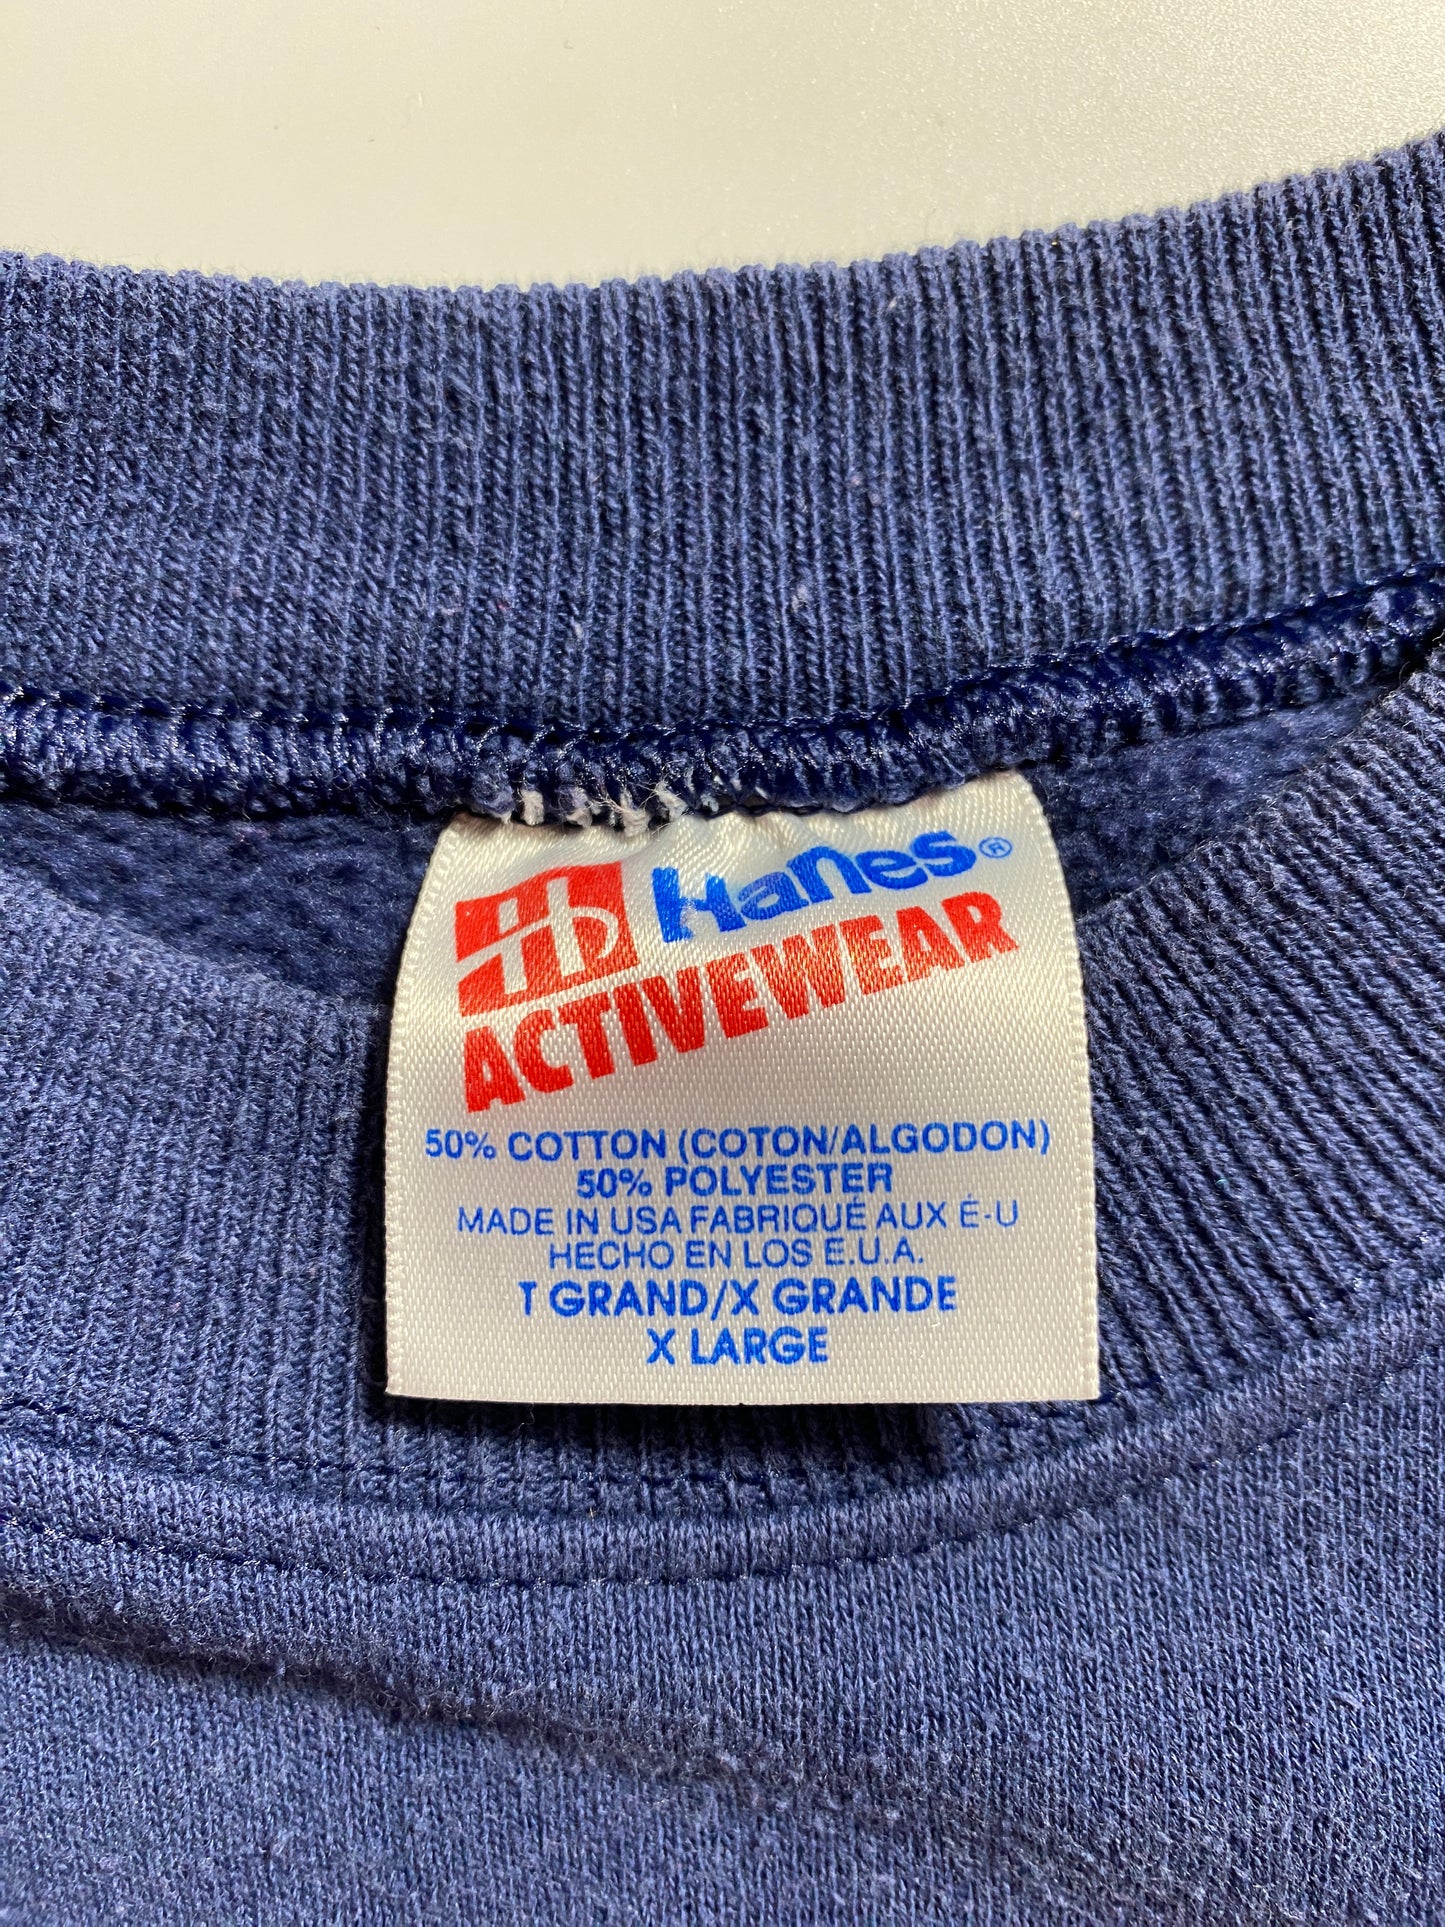 Hanes®
ACTIVEWEAR
50% COTTON (COTON/ALGODON)
50% POLYESTER
MADE IN USA FABRIQUÉ AUX É-U
HECHO EN LOS E.U.A.
T GRAND/X GRANDE
X LARGE